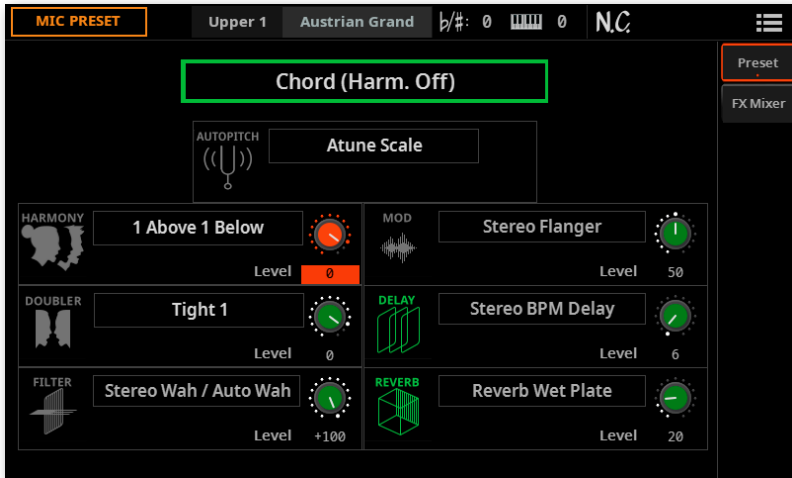 MIC PRESET Upper 1 Austrian Grand ♭/#: 0 0 N.C.
Preset
FX Mixer
Chord (Harm. Off)
AUTOPITCH
Atune Scale
HARMONY
1 Above 1 Below
Level 0
MOD
Stereo Flanger
Level 50
DOUBLER
Tight 1
Level 0
DELAY
Stereo BPM Delay
Level 6
FILTER
Stereo Wah / Auto Wah
Level +100
REVERB
Reverb Wet Plate
Level 20